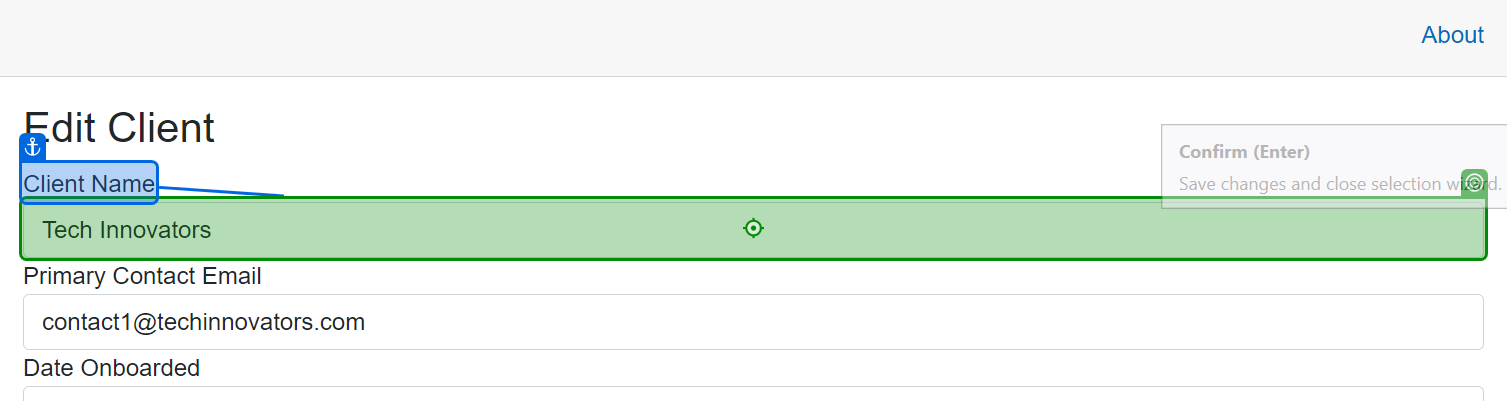 About
Edit Client
Confirm (Enter)
Client Name
Save changes and close selection wizard.
Tech Innovators
Primary Contact Email
contact1@techinnovators.com
Date Onboarded